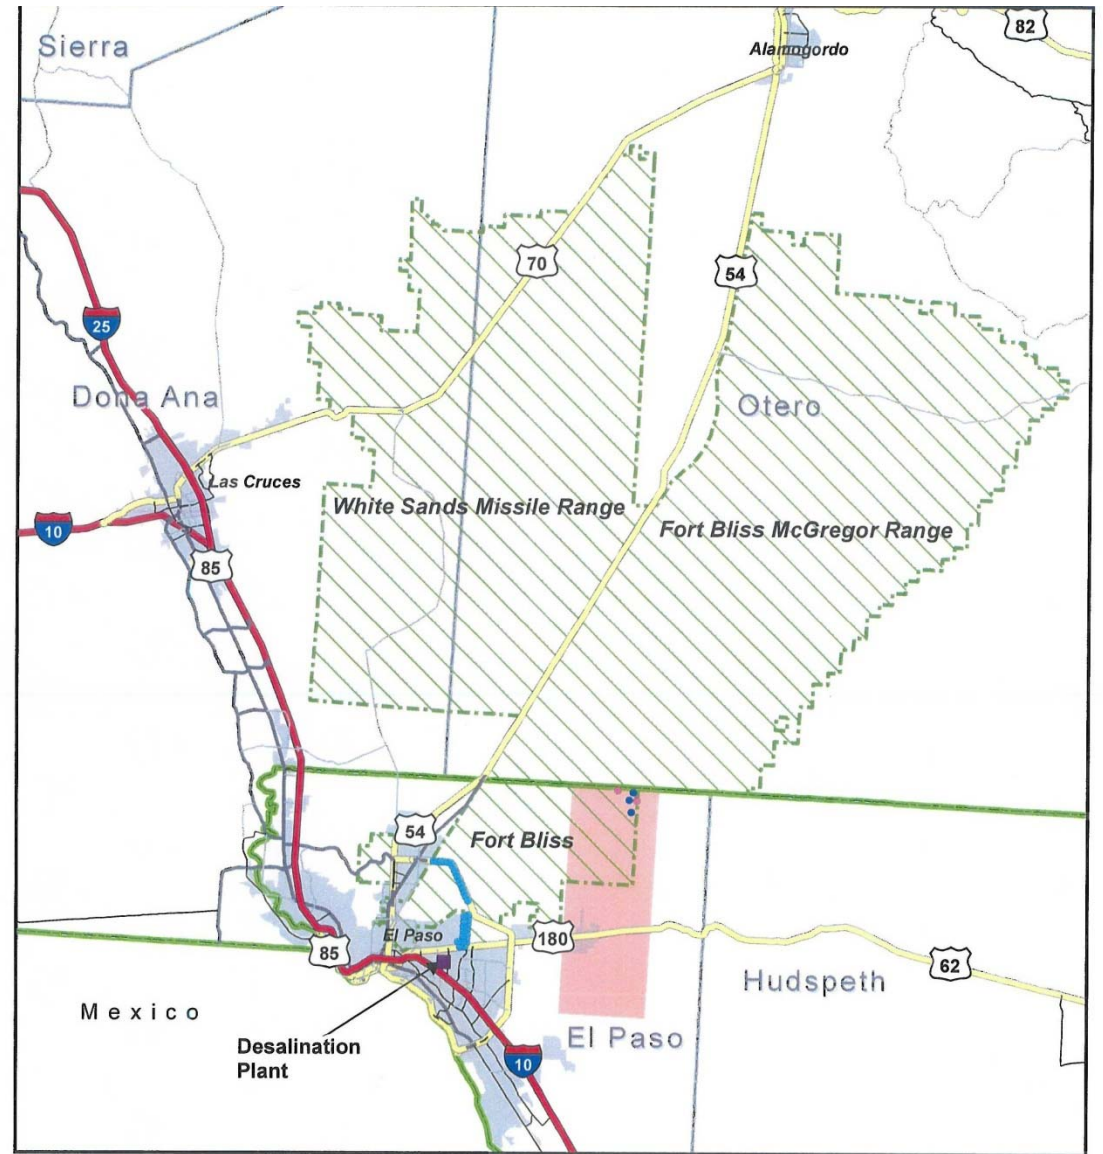 Sierra
82
Alamogordo
70
54
25
Dona Ana
Otero
Las Cruces
White Sands Missile Range
10
Fort Bliss McGregor Range
85
54
Fort Bliss
El Paso
180
85
62
Hudspeth
Mexico
El Paso
Desalination
Plant
10